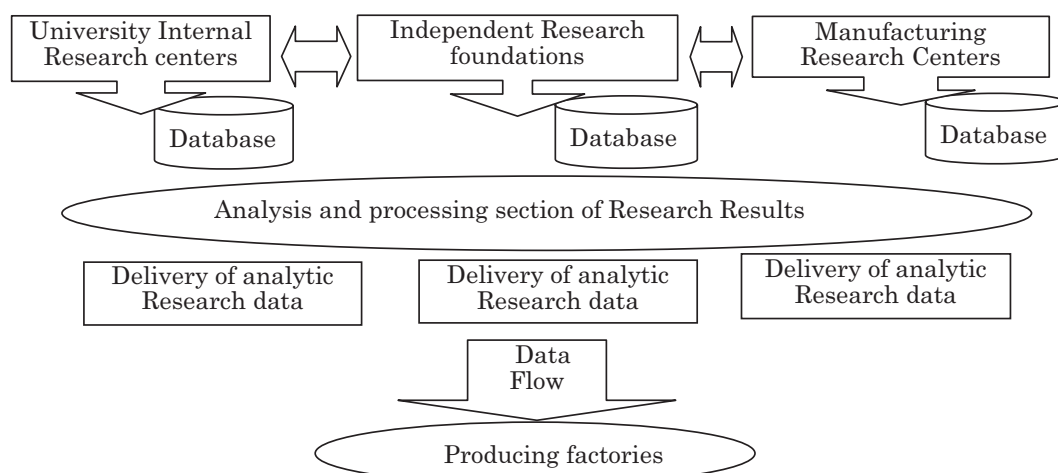 University Internal
Research centers
Independent Research
foundations
Manufacturing
Research Centers
Database
Database
Database
Analysis and processing section of Research Results
Delivery of analytic
Research data
Delivery of analytic
Research data
Delivery of analytic
Research data
Data
Flow
Producing factories